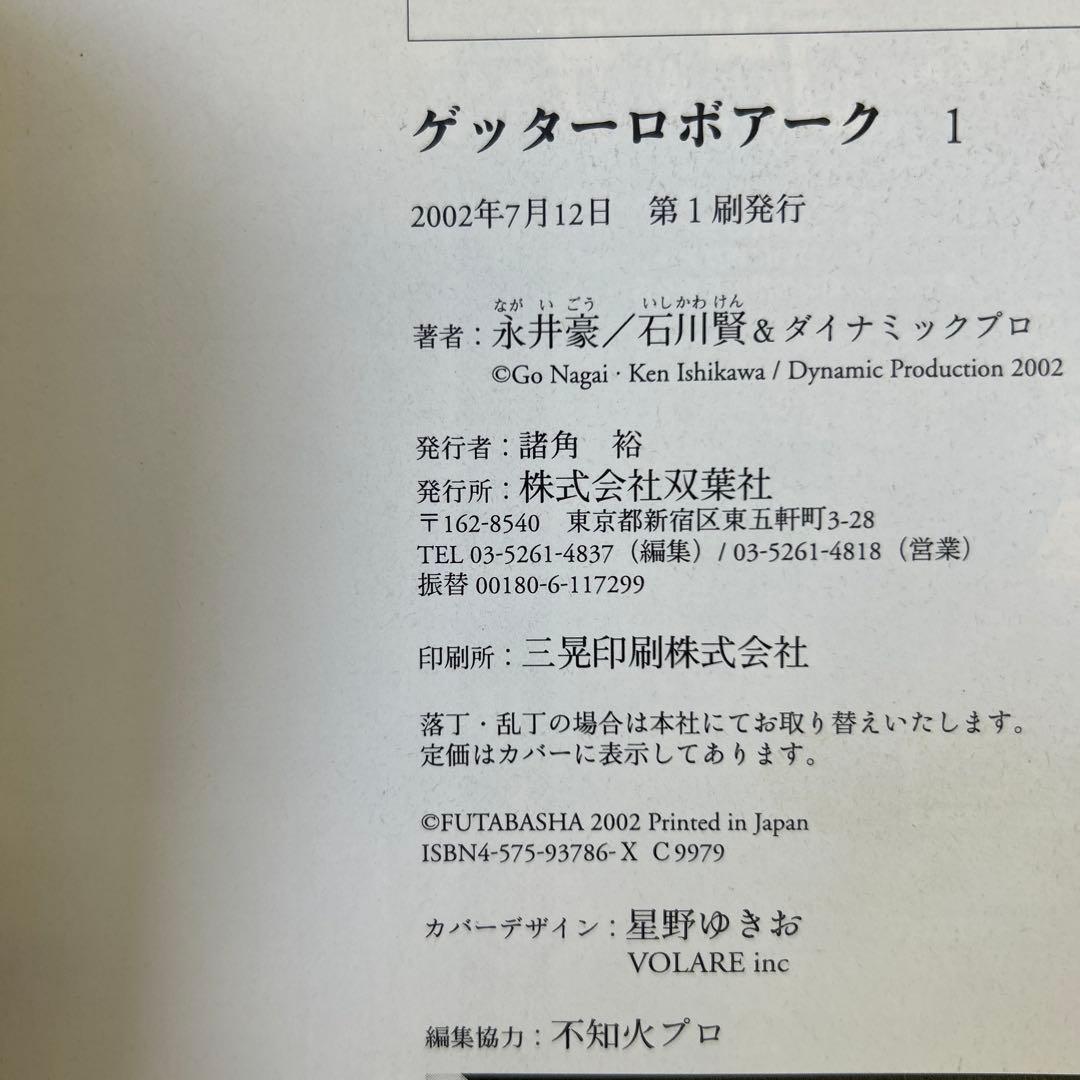 ゲッターロボアーク 1
2002年7月12日 第1刷発行
ながいごう いしかわけん
著者：永井豪／石川賢＆ダイナミックプロ
©Go Nagai・Ken Ishikawa / Dynamic Production 2002
発行者：諸角 裕
発行所：株式会社双葉社
〒162-8540 東京都新宿区東五軒町3-28
TEL 03-5261-4837（編集）/ 03-5261-4818（営業）
振替 00180-6-117299
印刷所：三晃印刷株式会社
落丁・乱丁の場合は本社にてお取り替えいたします。
定価はカバーに表示してあります。
©FUTABASHA 2002 Printed in Japan
ISBN4-575-93786-X C9979
カバーデザイン：星野ゆきお
VOLARE inc
編集協力：不知火プロ